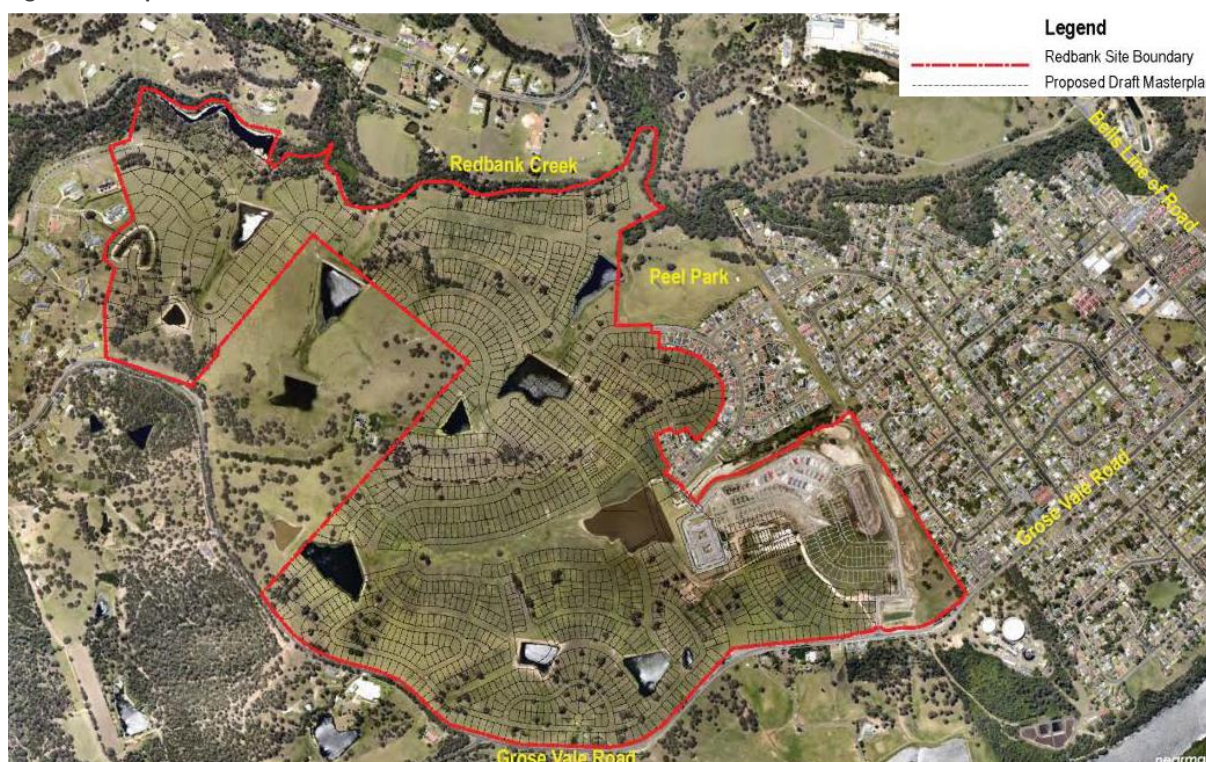 Legend
Redbank Site Boundary
Proposed Draft Masterpla
Bells Line of Road
Redbank Creek
Peel Park
Grose Vale Road
Grose Vale Road
nearma